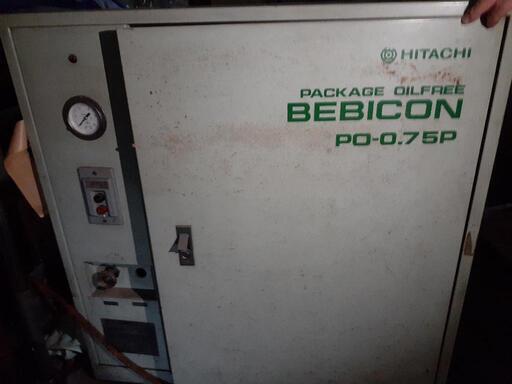 HITACHI
PACKAGE OILFREE
BEBICON
PO-0.75P